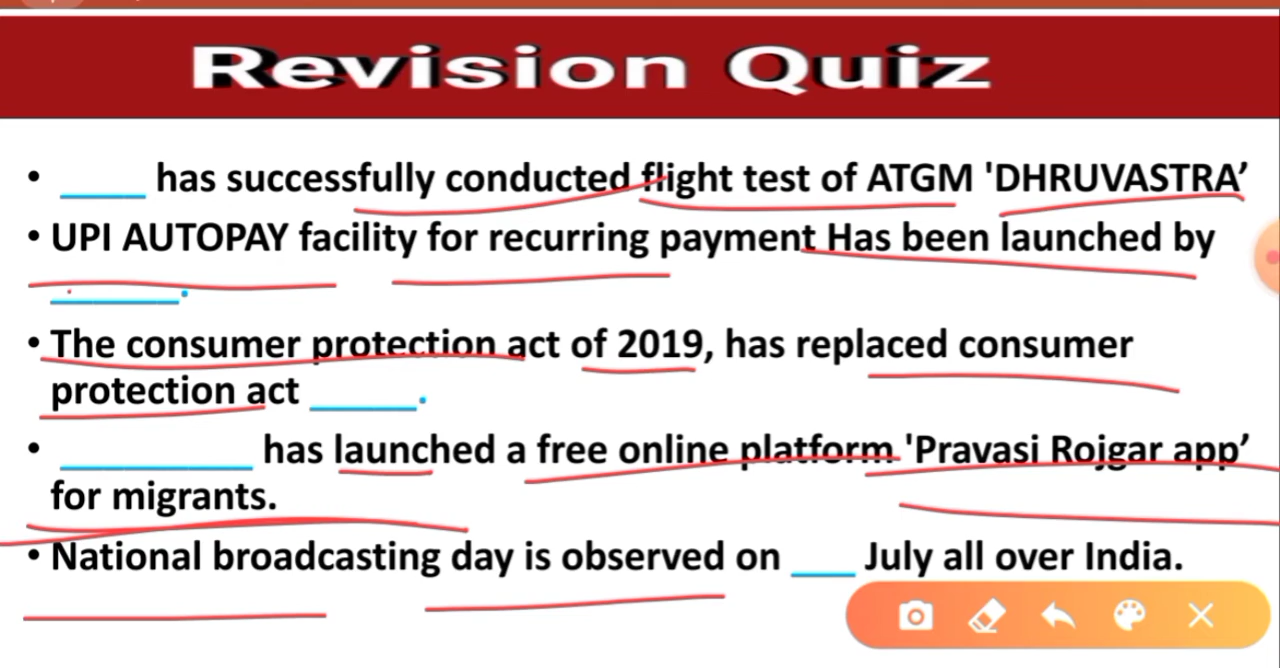 Revision Quiz
• ____ has successfully conducted flight test of ATGM 'DHRUVASTRA’
• UPI AUTOPAY facility for recurring payment Has been launched by
______.
• The consumer protection act of 2019, has replaced consumer
protection act _____.
• _________ has launched a free online platform 'Pravasi Rojgar app’
for migrants.
• National broadcasting day is observed on ___ July all over India.